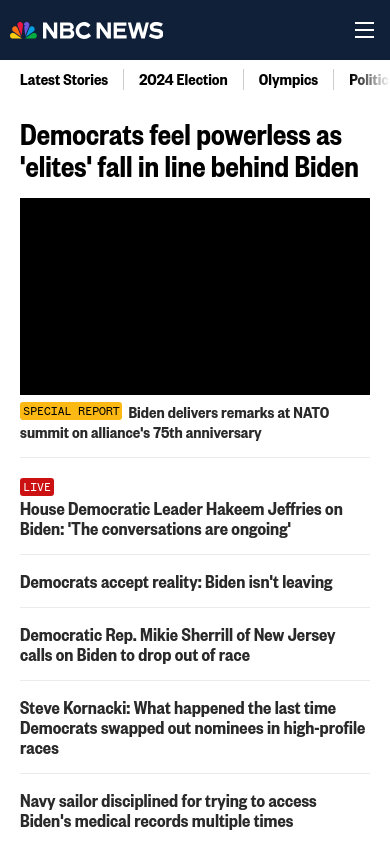 NBC NEWS
Latest Stories
2024 Election
Olympics
Politic
Democrats feel powerless as
'elites' fall in line behind Biden
SPECIAL REPORT Biden delivers remarks at NATO
summit on alliance's 75th anniversary
LIVE
House Democratic Leader Hakeem Jeffries on
Biden: 'The conversations are ongoing'
Democrats accept reality: Biden isn't leaving
Democratic Rep. Mikie Sherrill of New Jersey
calls on Biden to drop out of race
Steve Kornacki: What happened the last time
Democrats swapped out nominees in high-profile
races
Navy sailor disciplined for trying to access
Biden's medical records multiple times